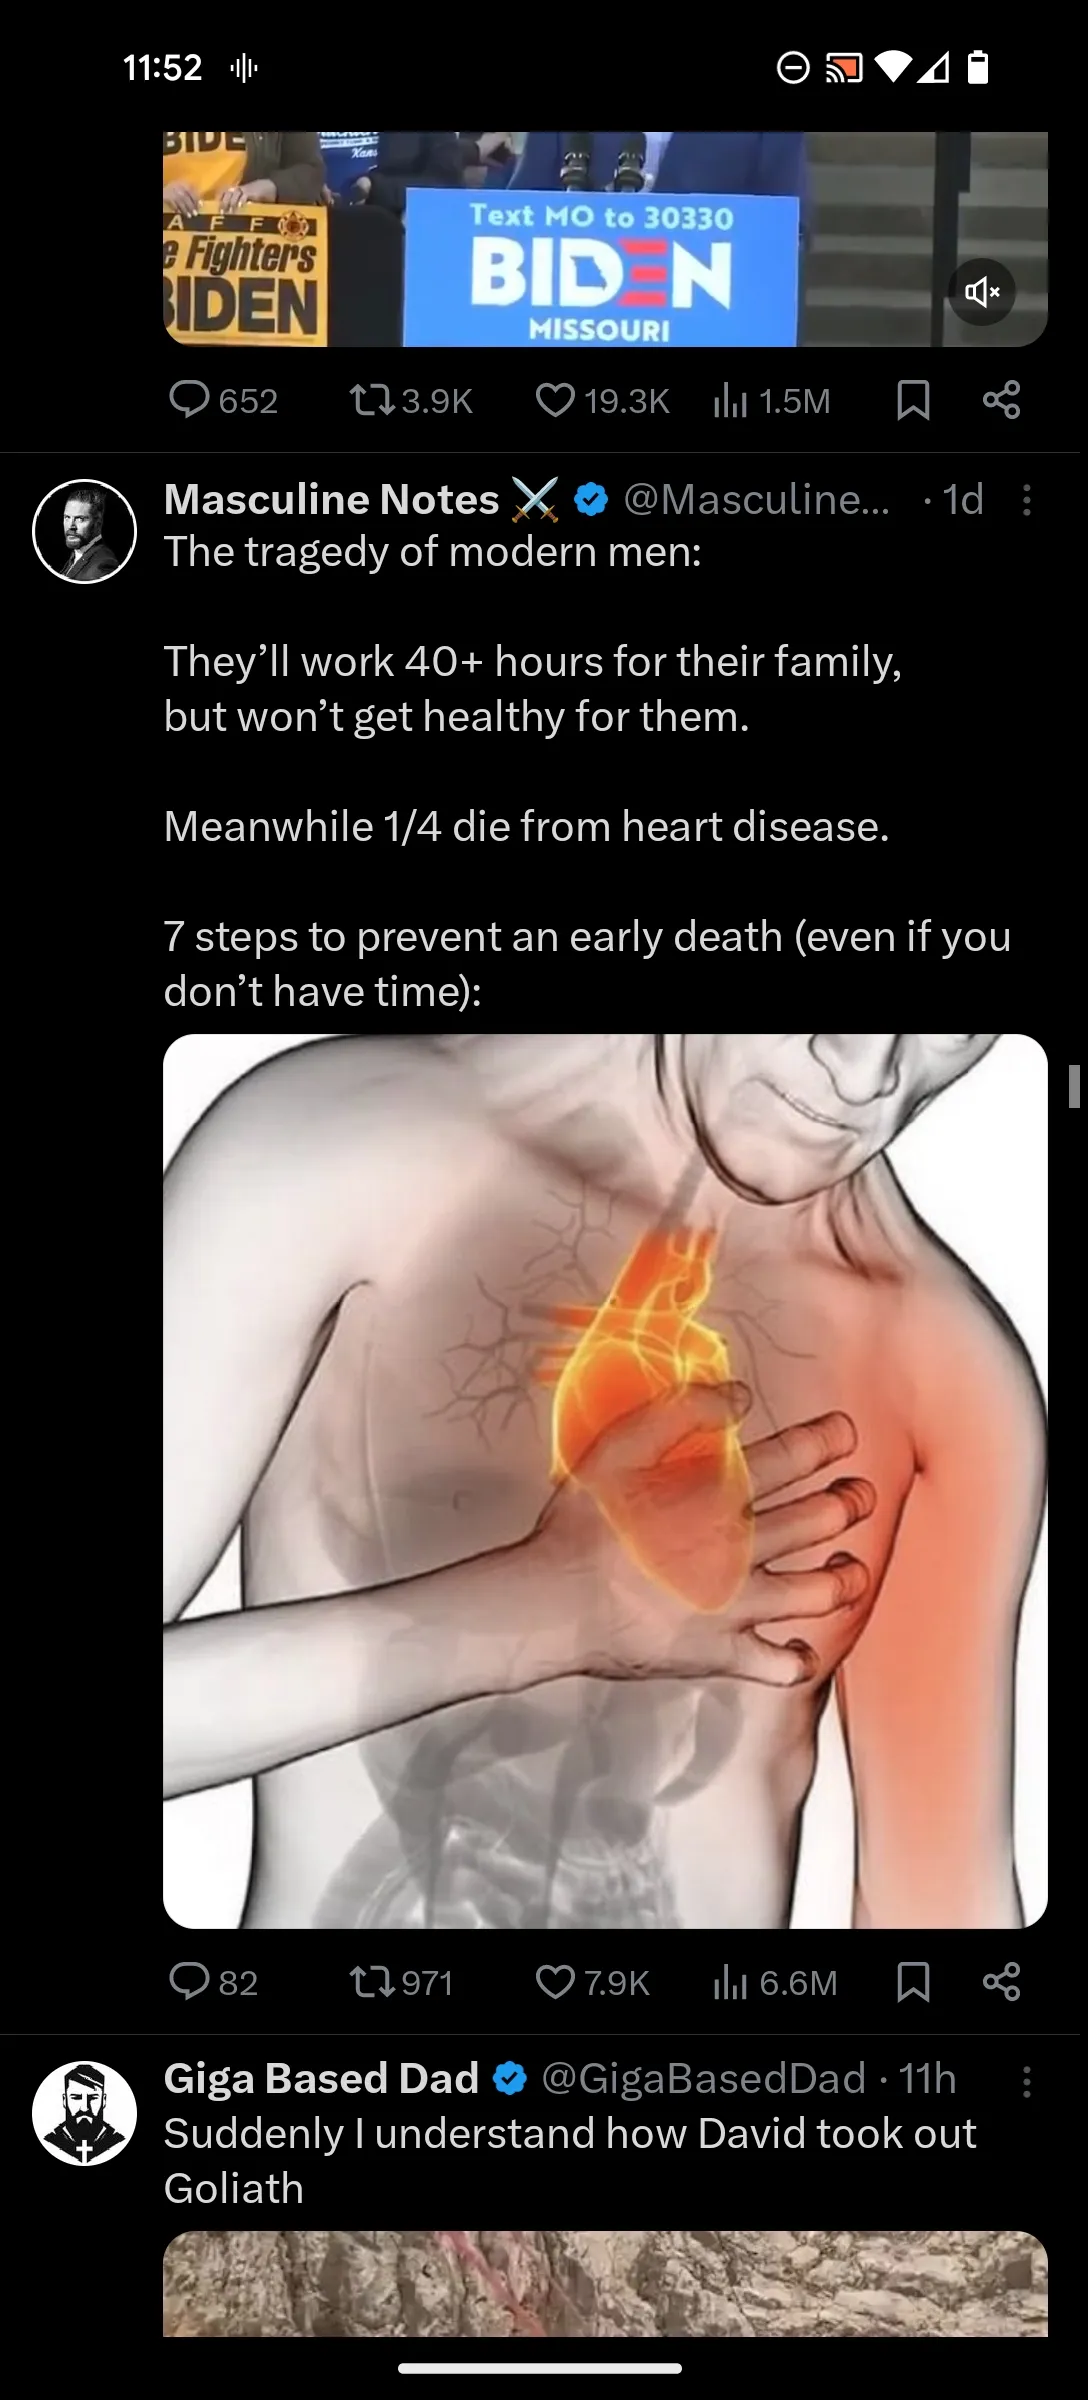 11:52
BIDE
Kans
A F F
e Fighters
BIDEN
Text MO to 30330
BIDEN
MISSOURI
652 3.9K 19.3K 1.5M
Masculine Notes ⚔️ @Masculine... · 1d
The tragedy of modern men:
They’ll work 40+ hours for their family,
but won’t get healthy for them.
Meanwhile 1/4 die from heart disease.
7 steps to prevent an early death (even if you
don’t have time):
82 971 7.9K 6.6M
Giga Based Dad @GigaBasedDad · 11h
Suddenly I understand how David took out
Goliath